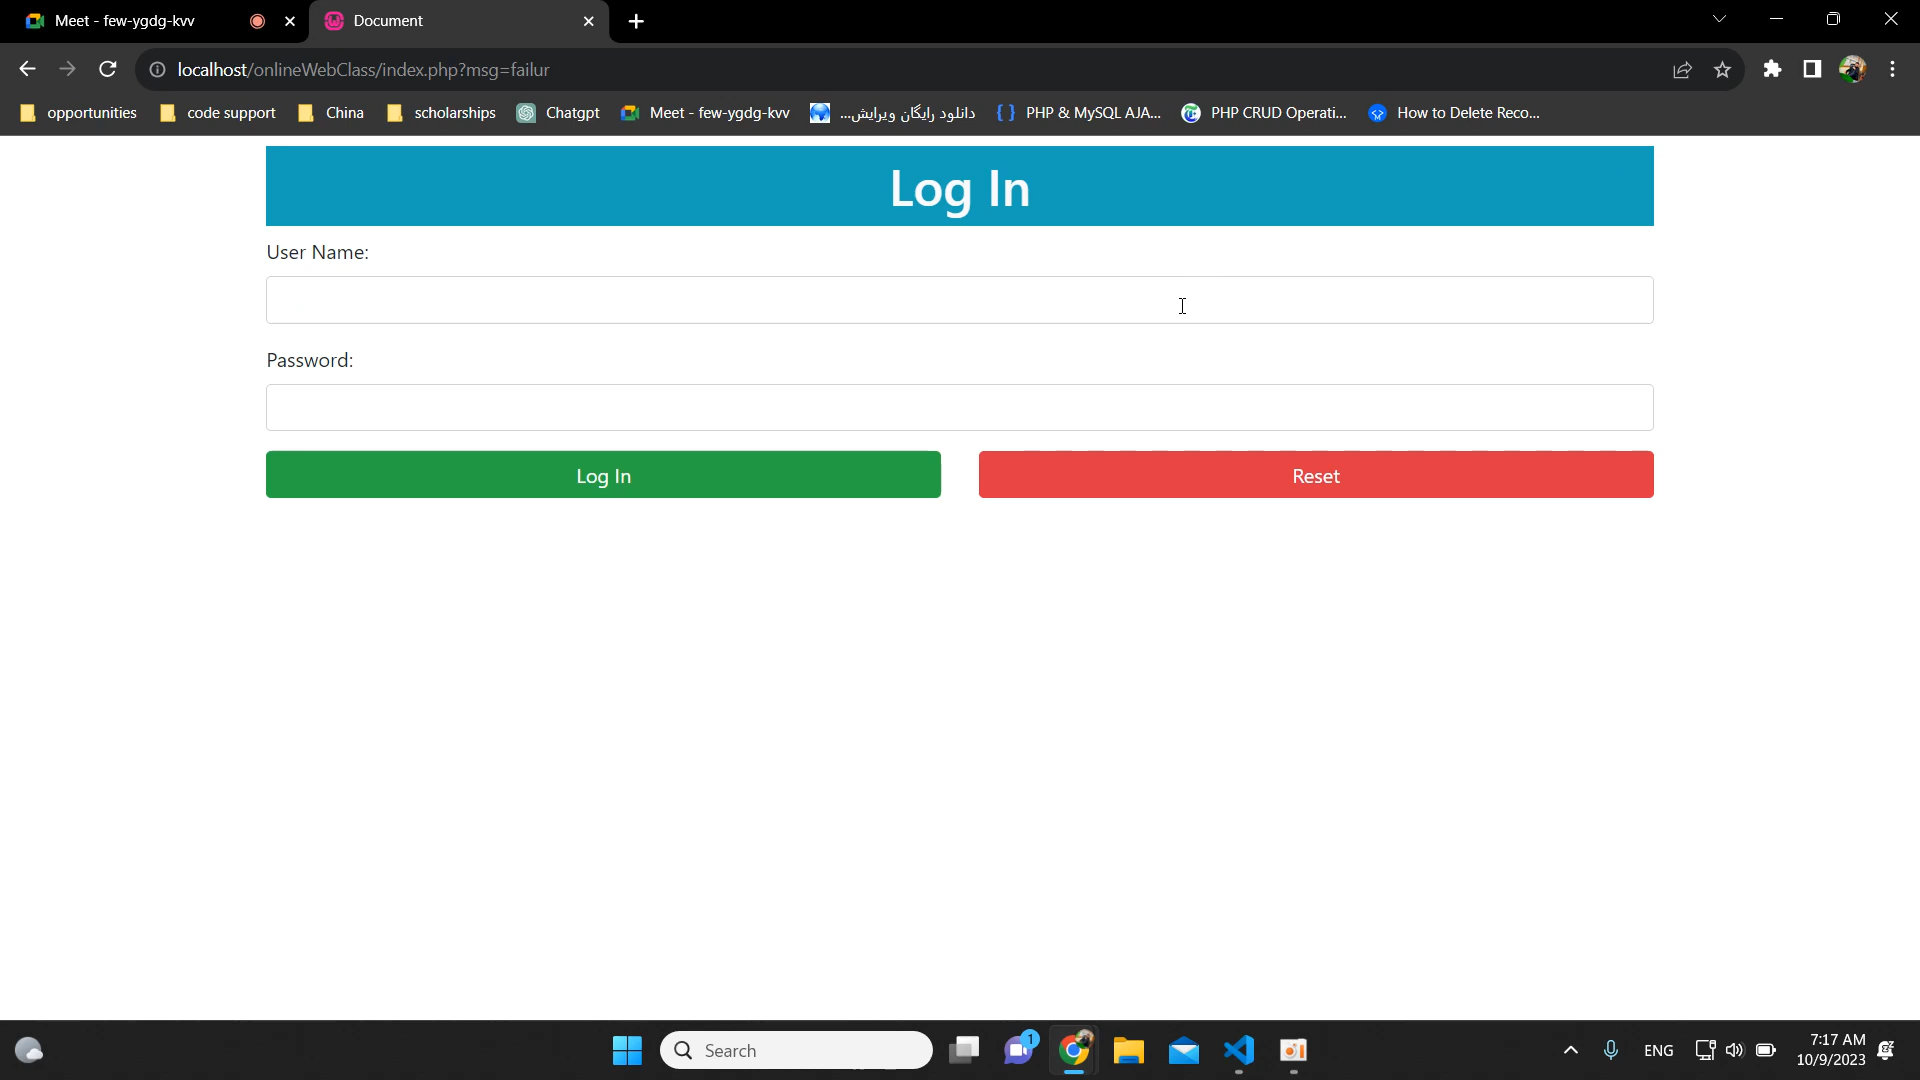 Meet - few-ygdg-kvv
Document
localhost/onlineWebClass/index.php?msg=failur
opportunities
code support
China
scholarships
Chatgpt
Meet - few-ygdg-kvv
دانلود رایگان ویرایش...
{ } PHP & MySQL AJA...
PHP CRUD Operati...
How to Delete Reco...
Log In
User Name:
Password:
Log In
Reset
Search
1
ENG
7:17 AM
10/9/2023